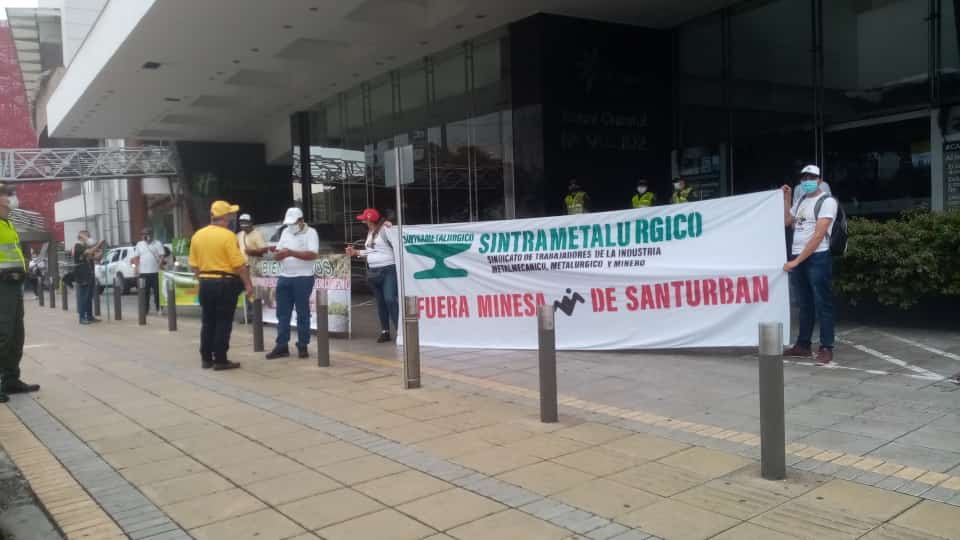 SINTRAMETALURGICO
SINTRAMETALURGICO
SINDICATO DE TRABAJADORES DE LA INDUSTRIA
METALMECANICO, METALURGICO Y MINERO
FUERA MINESA DE SANTURBAN